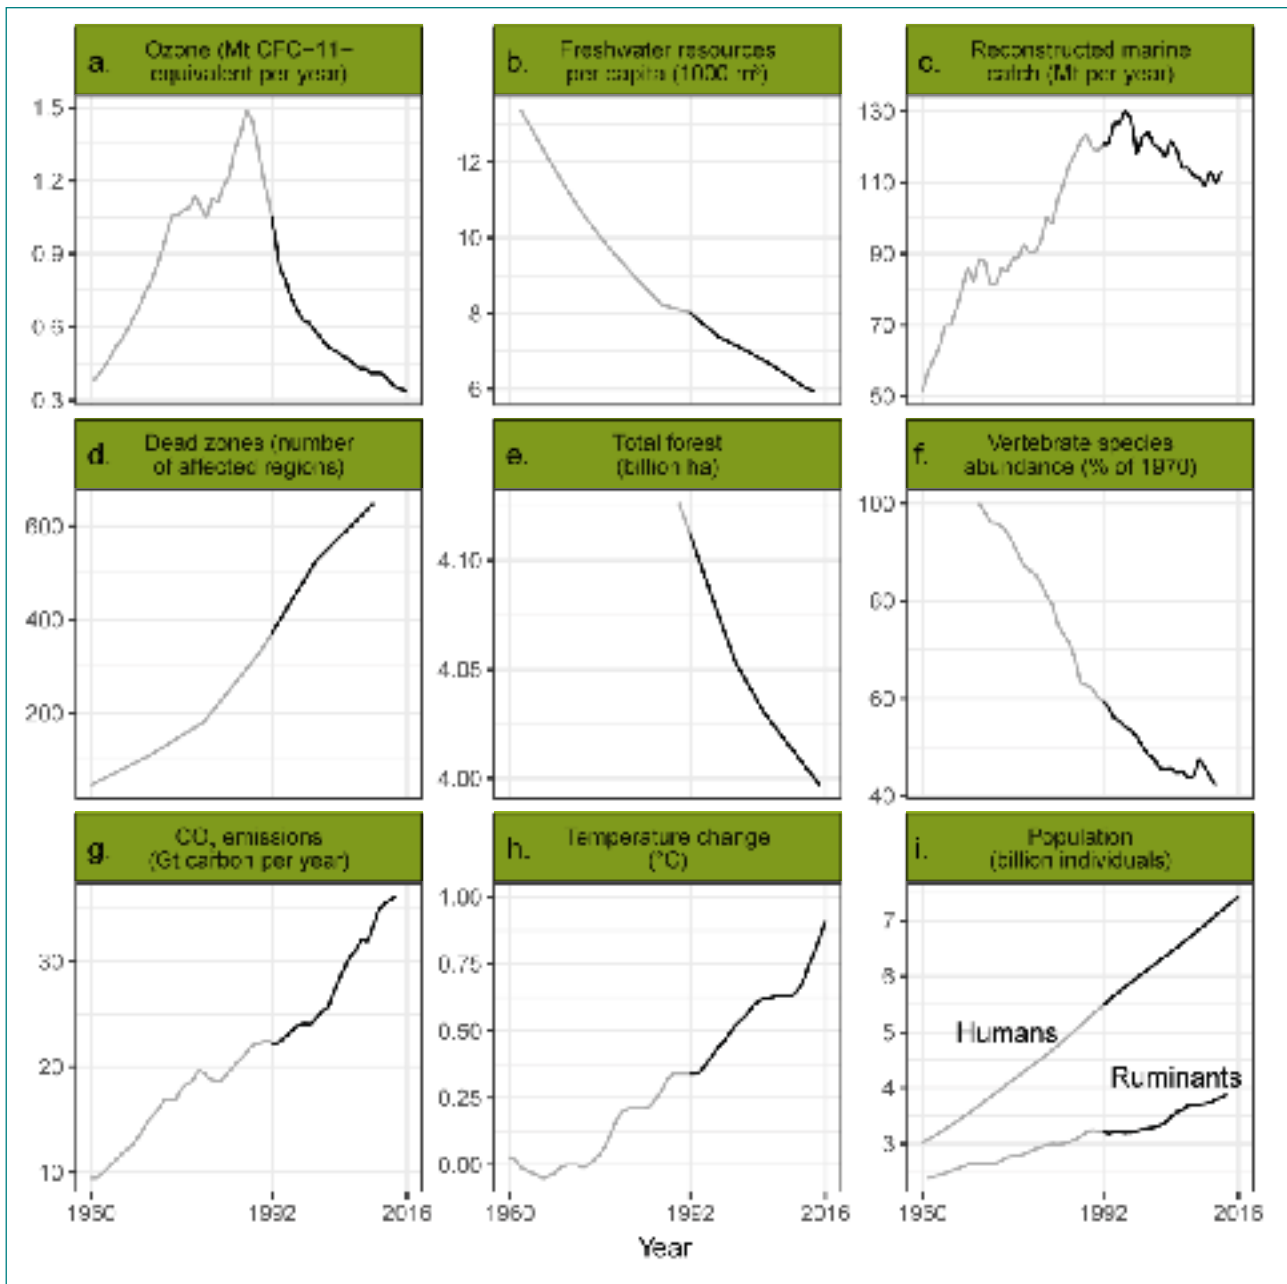 a. Ozone (Mt CFC-11-
equivalent per year)
b. Freshwater resources
per capita (1000 m³)
c. Reconstructed marine
catch (Mt per year)
1.5
1.2
0.9
0.6
0.3
12
10
8
6
130
110
90
70
50
d. Dead zones (number
of affected regions)
e. Total forest
(billion ha)
f. Vertebrate species
abundance (% of 1970)
600
400
200
4.10
4.05
4.00
100
80
60
40
g. CO₂ emissions
(Gt carbon per year)
h. Temperature change
(°C)
i. Population
(billion individuals)
30
20
10
1.00
0.75
0.50
0.25
0.00
7
6
5
4
3
Humans
Ruminants
1960
1992
2016
1960
1992
2016
1960
1992
2016
Year